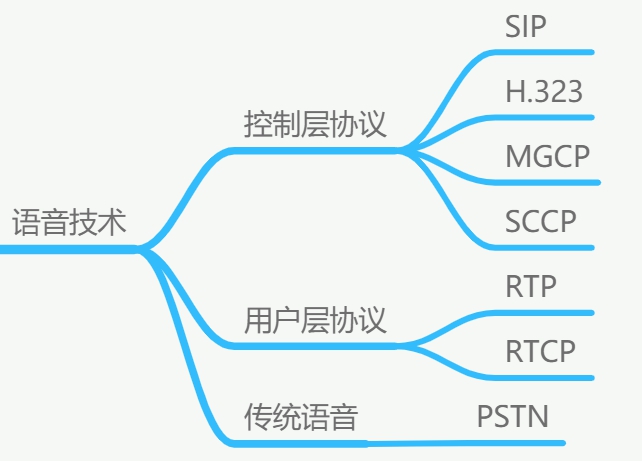 语音技术
控制层协议
SIP
H.323
MGCP
SCCP
用户层协议
RTP
RTCP
传统语音
PSTN